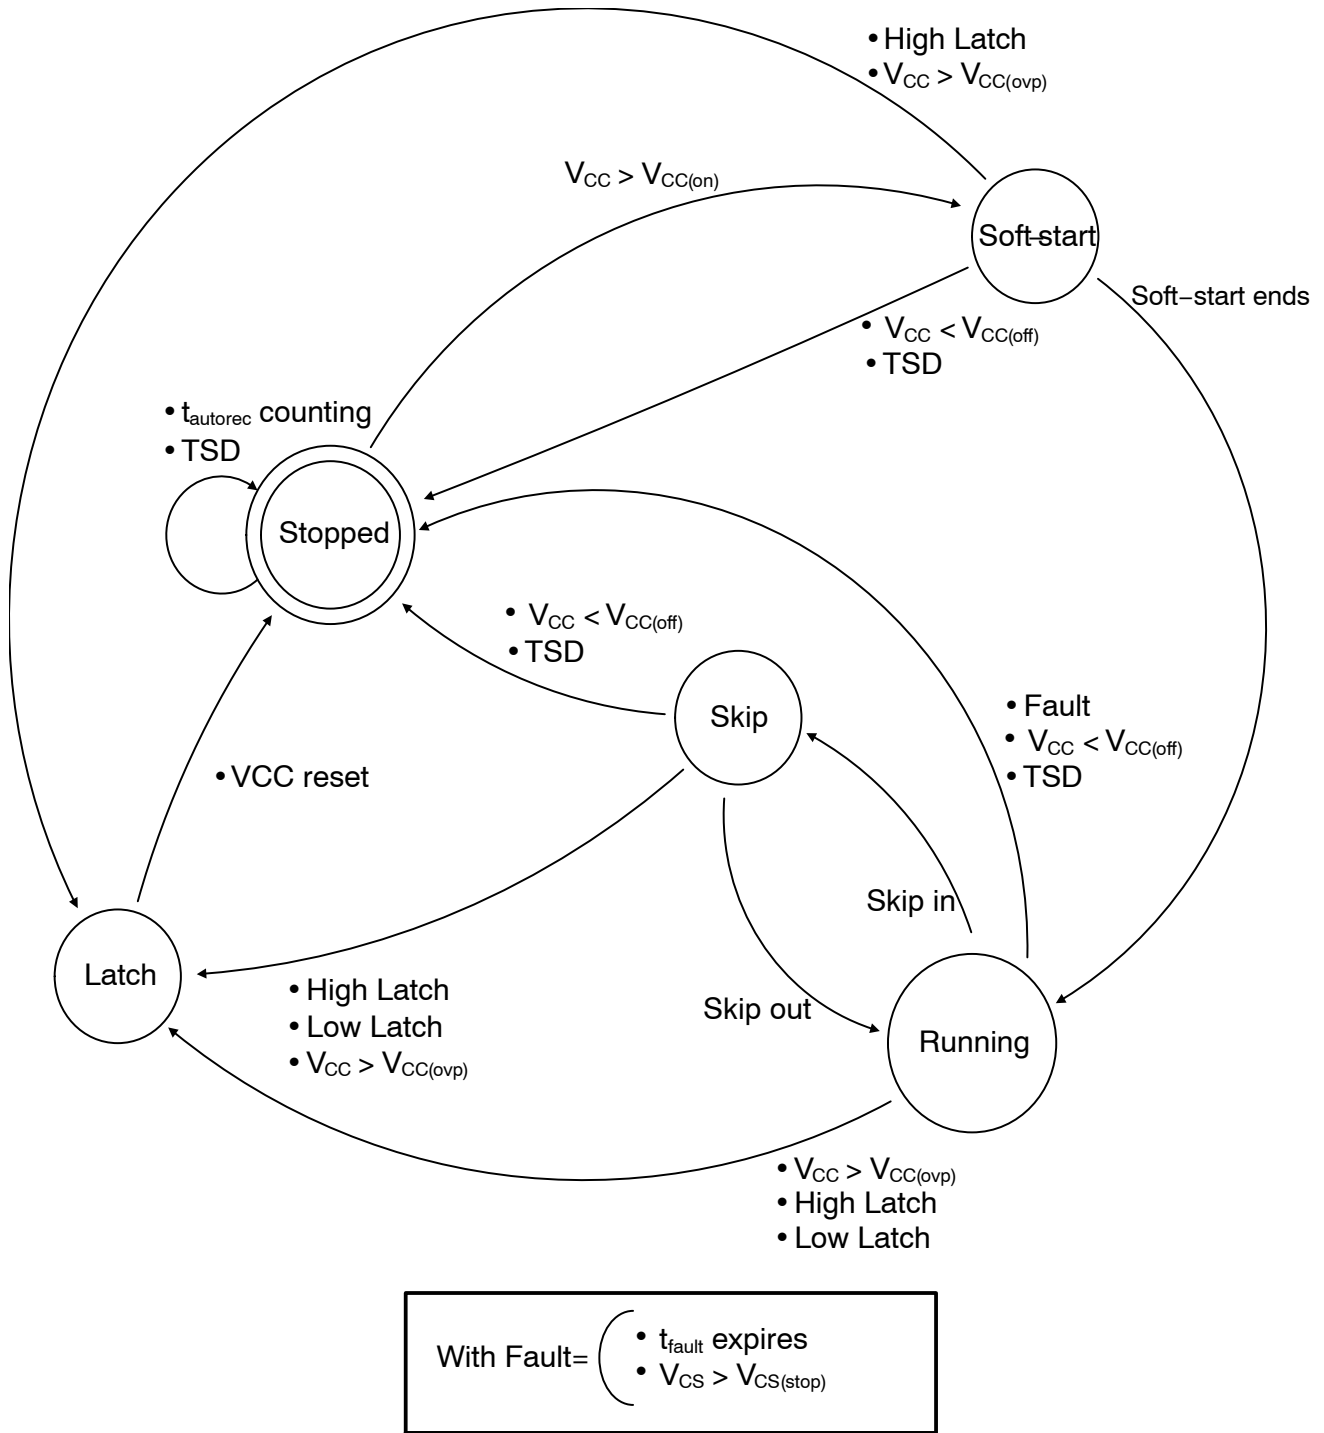 • High Latch
• VCC > VCC(ovp)
VCC > VCC(on)
Soft−start
Soft−start ends
• VCC < VCC(off)
• TSD
• tautorec counting
• TSD
Stopped
• VCC < VCC(off)
• TSD
Skip
• Fault
• VCC < VCC(off)
• TSD
• VCC reset
Skip in
Latch
• High Latch
• Low Latch
• VCC > VCC(ovp)
Skip out
Running
• VCC > VCC(ovp)
• High Latch
• Low Latch
With Fault=
• tfault expires
• VCS > VCS(stop)